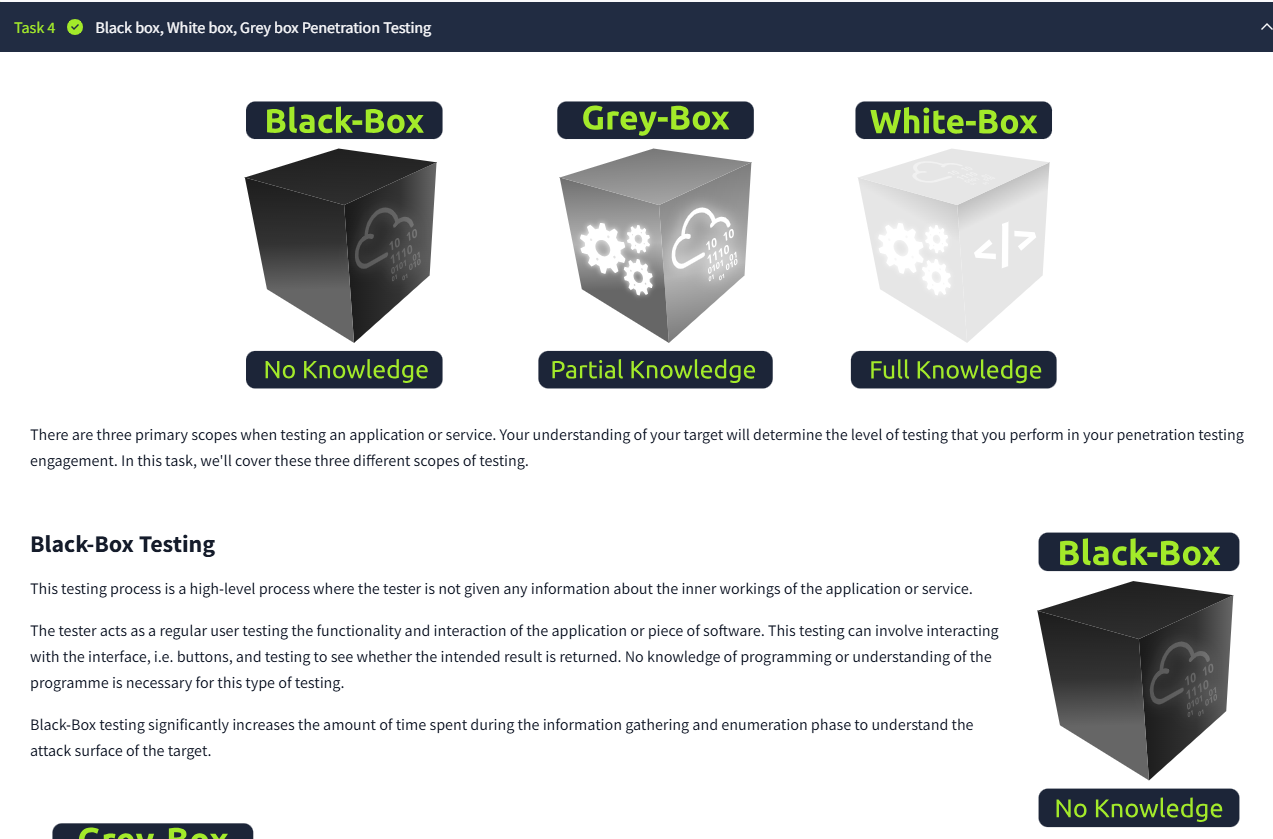 Task 4 Black box, White box, Grey box Penetration Testing
Black-Box
Grey-Box
White-Box
10 10
1110
0101 01
01 01 010
10 10
1110
0101 01
01 01 010
</>
No Knowledge
Partial Knowledge
Full Knowledge
There are three primary scopes when testing an application or service. Your understanding of your target will determine the level of testing that you perform in your penetration testing
engagement. In this task, we'll cover these three different scopes of testing.
Black-Box Testing
This testing process is a high-level process where the tester is not given any information about the inner workings of the application or service.
The tester acts as a regular user testing the functionality and interaction of the application or piece of software. This testing can involve interacting
with the interface, i.e. buttons, and testing to see whether the intended result is returned. No knowledge of programming or understanding of the
programme is necessary for this type of testing.
Black-Box testing significantly increases the amount of time spent during the information gathering and enumeration phase to understand the
attack surface of the target.
Black-Box
10 10
1110
0101 01
01 01 010
No Knowledge
Grey-Box